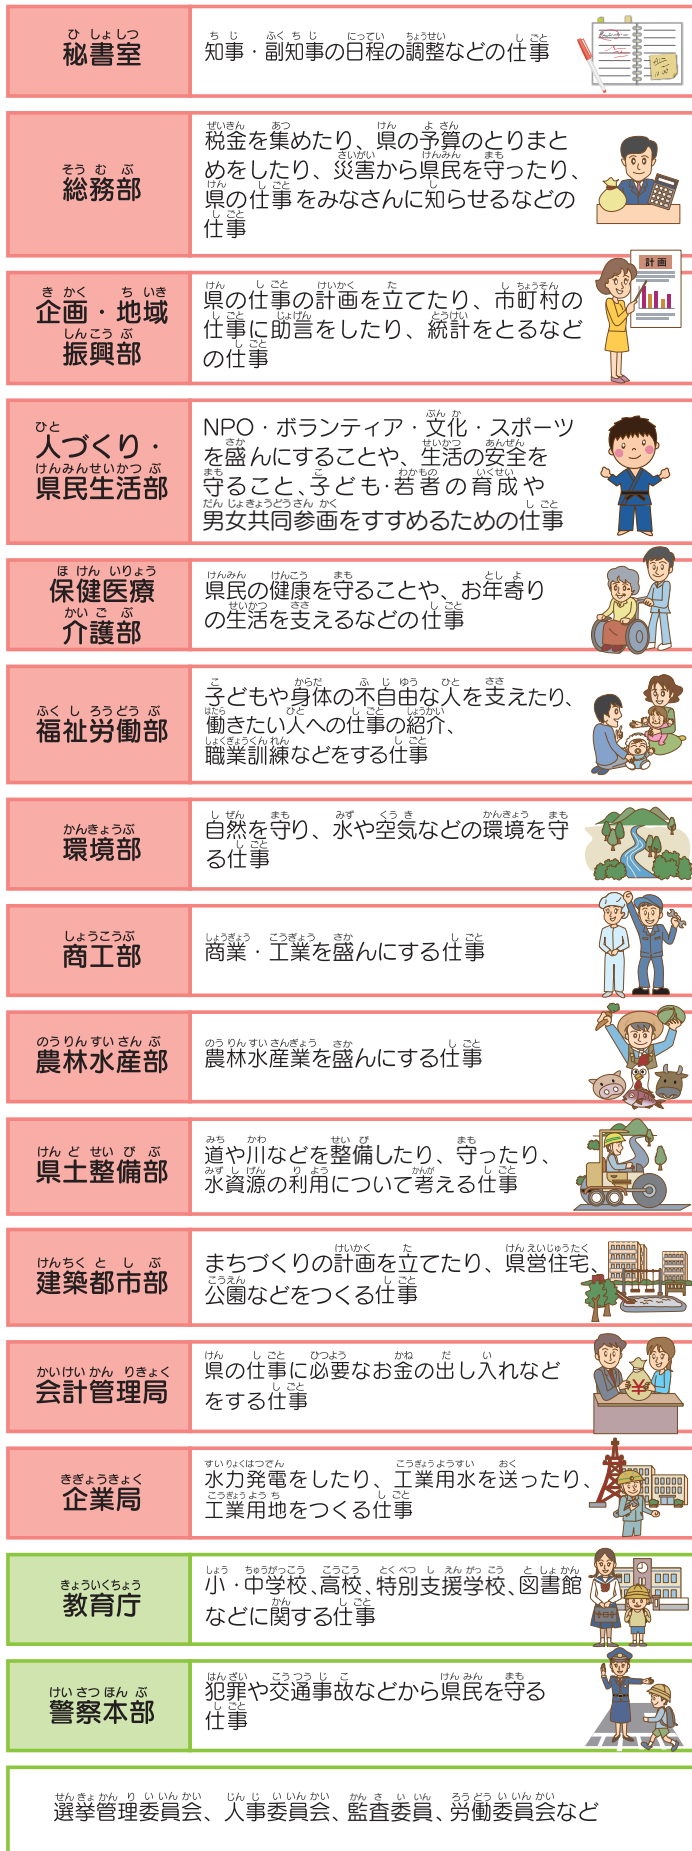 秘書室
知事・副知事の日程の調整などの仕事
総務部
税金を集めたり、県の予算のとりまと
めをしたり、災害から県民を守ったり、
県の仕事をみなさんに知らせるなどの
仕事
計画
企画・地域
振興部
県の仕事の計画を立てたり、市町村の
仕事に助言をしたり、統計をとるなど
の仕事
人づくり・
県民生活部
NPO・ボランティア・文化・スポーツ
を盛んにすることや、生活の安全を
守ること、子ども・若者の育成や
男女共同参画をすすめるための仕事
保健医療
介護部
県民の健康を守ることや、お年寄り
の生活を支えるなどの仕事
福祉労働部
子どもや身体の不自由な人を支えたり、
働きたい人への仕事の紹介、
職業訓練などをする仕事
環境部
自然を守り、水や空気などの環境を守
る仕事
商工部
商業・工業を盛んにする仕事
農林水産部
農林水産業を盛んにする仕事
県土整備部
道や川などを整備したり、守ったり、
水資源の利用について考える仕事
建築都市部
まちづくりの計画を立てたり、県営住宅、
公園などをつくる仕事
会計管理局
県の仕事に必要なお金の出し入れなど
をする仕事
¥
企業局
水力発電をしたり、工業用水を送ったり、
工業用地をつくる仕事
教育庁
小・中学校、高校、特別支援学校、図書館
などに関する仕事
警察本部
犯罪や交通事故などから県民を守る
仕事
選挙管理委員会、人事委員会、監査委員、労働委員会など